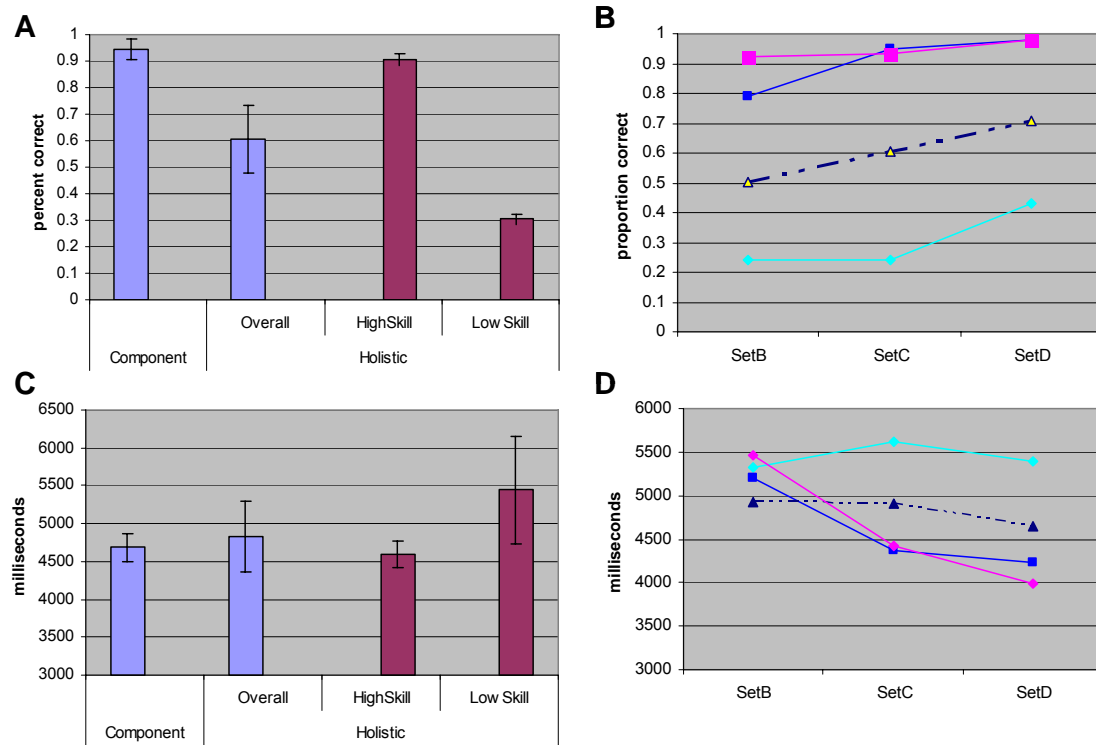 A
1
0.9
0.8
0.7
0.6
0.5
0.4
0.3
0.2
0.1
0
percent correct
Overall HighSkill Low Skill
Component Holistic
B
1
0.9
0.8
0.7
0.6
0.5
0.4
0.3
0.2
0.1
0
proportion correct
SetB SetC SetD
C
6500
6000
5500
5000
4500
4000
3500
3000
milliseconds
Overall HighSkill Low Skill
Component Holistic
D
6000
5500
5000
4500
4000
3500
3000
milliseconds
SetB SetC SetD